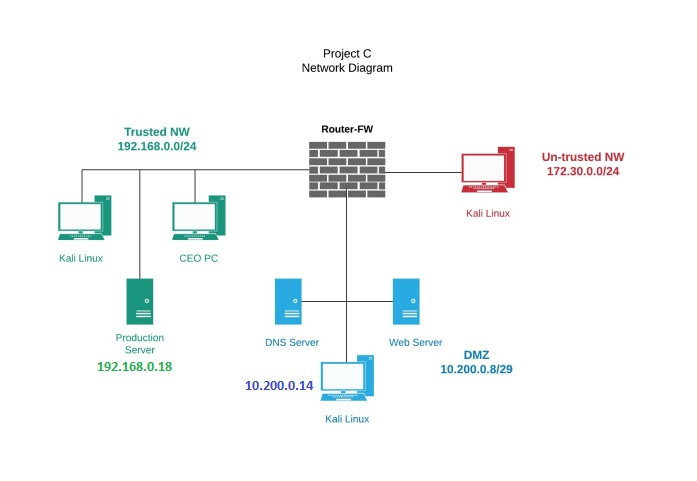 Project C
Network Diagram
Router-FW
Trusted NW
192.168.0.0/24
Un-trusted NW
172.30.0.0/24
Kali Linux
Kali Linux
CEO PC
Production
Server
192.168.0.18
DNS Server
Web Server
DMZ
10.200.0.8/29
10.200.0.14
Kali Linux